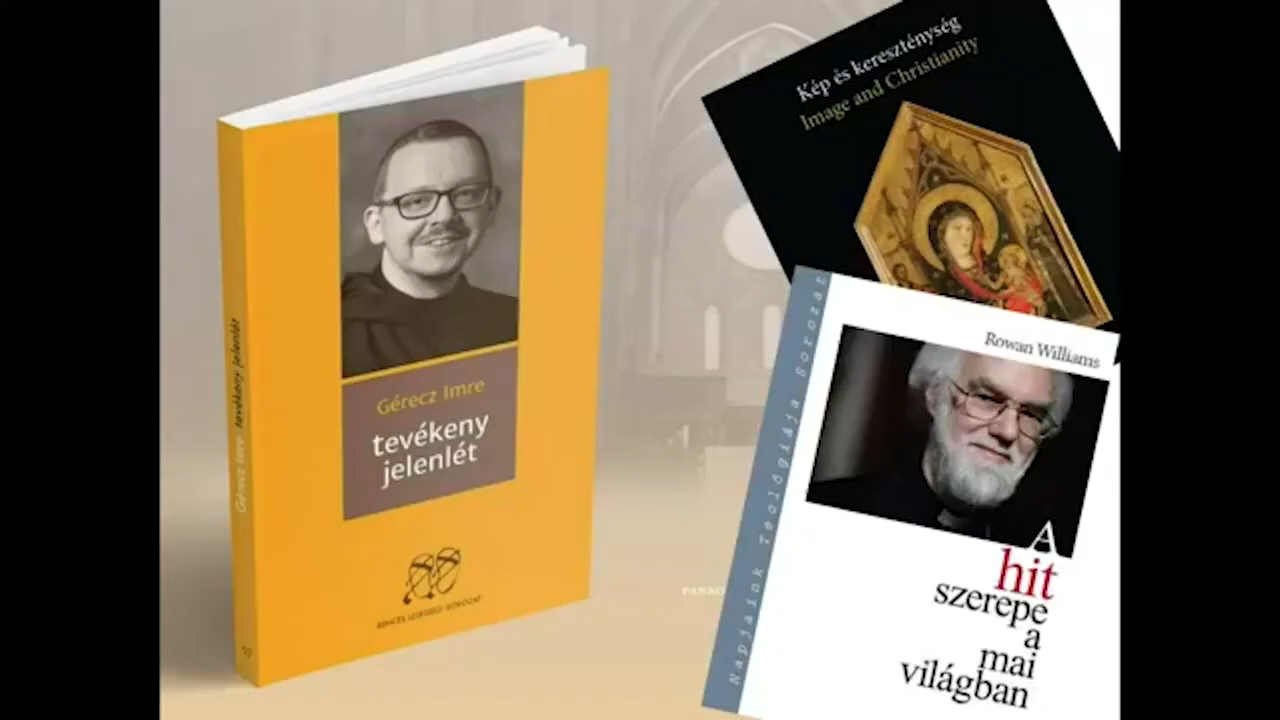 Gérecz Imre
tevékeny
jelenlét
BENCÉS LELKISÉGI SOROZAT
Gérecz Imre tevékeny jelenlét
Kép és kereszténység
Image and Christianity
Napjaink Teológiája Sorozat
Rowan Williams
A
hit
szerepe
a
mai
világban